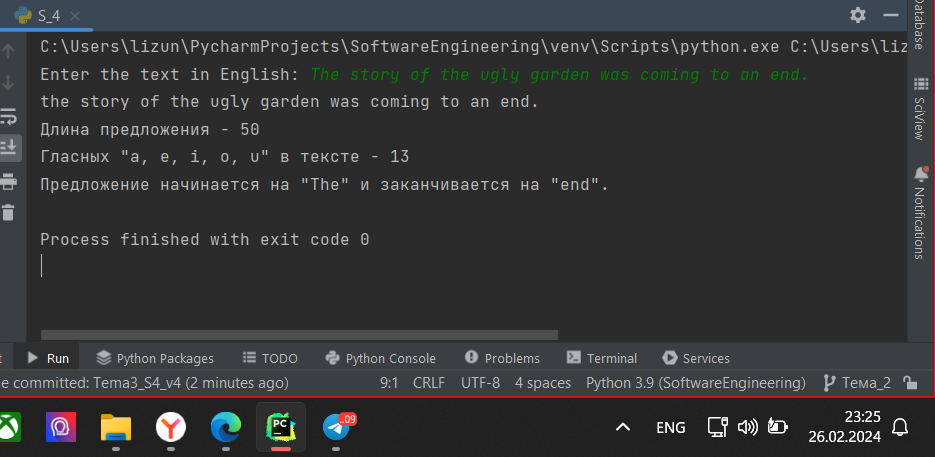 S_4
Database
C:\Users\lizun\PycharmProjects\SoftwareEngineering\venv\Scripts\python.exe C:\Users\liz
Enter the text in English: The story of the ugly garden was coming to an end.
the story of the ugly garden was coming to an end.
Длина предложения - 50
SciView
Гласных "a, e, i, o, u" в тексте - 13
Предложение начинается на "The" и заканчивается на "end".
Notifications
Process finished with exit code 0
t Run Python Packages TODO Python Console Problems Terminal Services
e committed: Tema3_S4_v4 (2 minutes ago) 9:1 CRLF UTF-8 4 spaces Python 3.9 (SoftwareEngineering) Тема_2
PC .09 ENG 23:25
26.02.2024